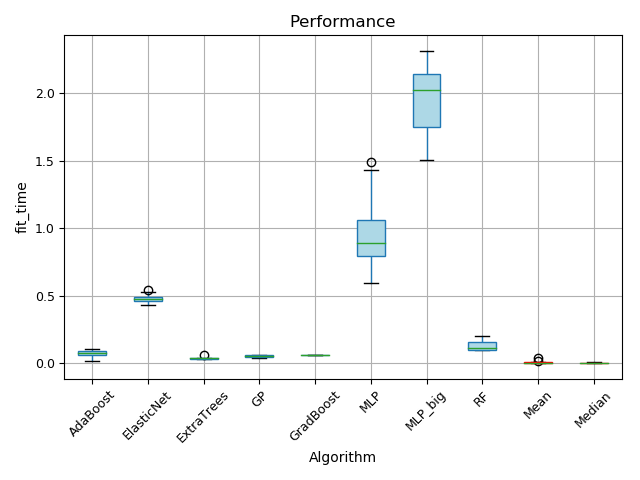 Performance
fit_time
2.0
1.5
1.0
0.5
0.0
AdaBoost
ElasticNet
ExtraTrees
GP
GradBoost
MLP
MLP_big
RF
Mean
Median
Algorithm